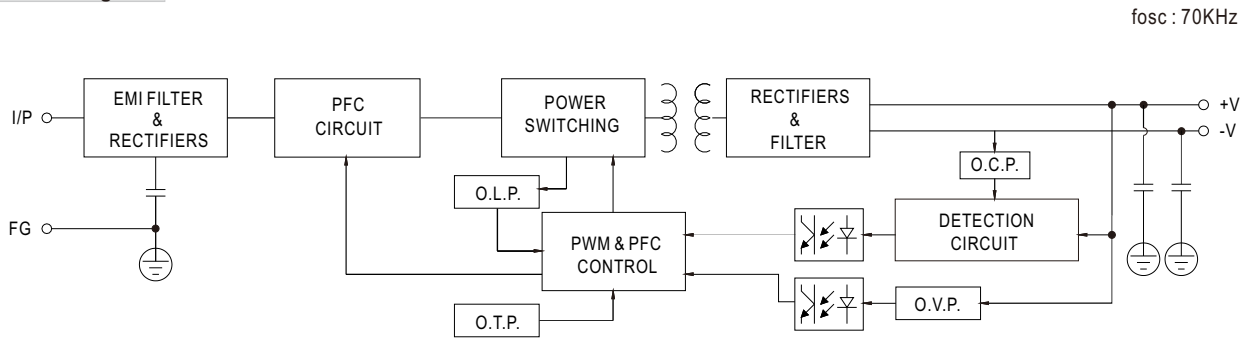 fosc : 70KHz
I/P
EMI FILTER
&
RECTIFIERS
PFC
CIRCUIT
POWER
SWITCHING
RECTIFIERS
&
FILTER
+V
-V
O.C.P.
O.L.P.
FG
PWM & PFC
CONTROL
DETECTION
CIRCUIT
O.T.P.
O.V.P.